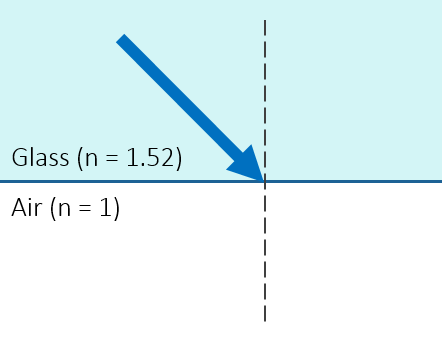 Glass (n = 1.52)
Air (n = 1)